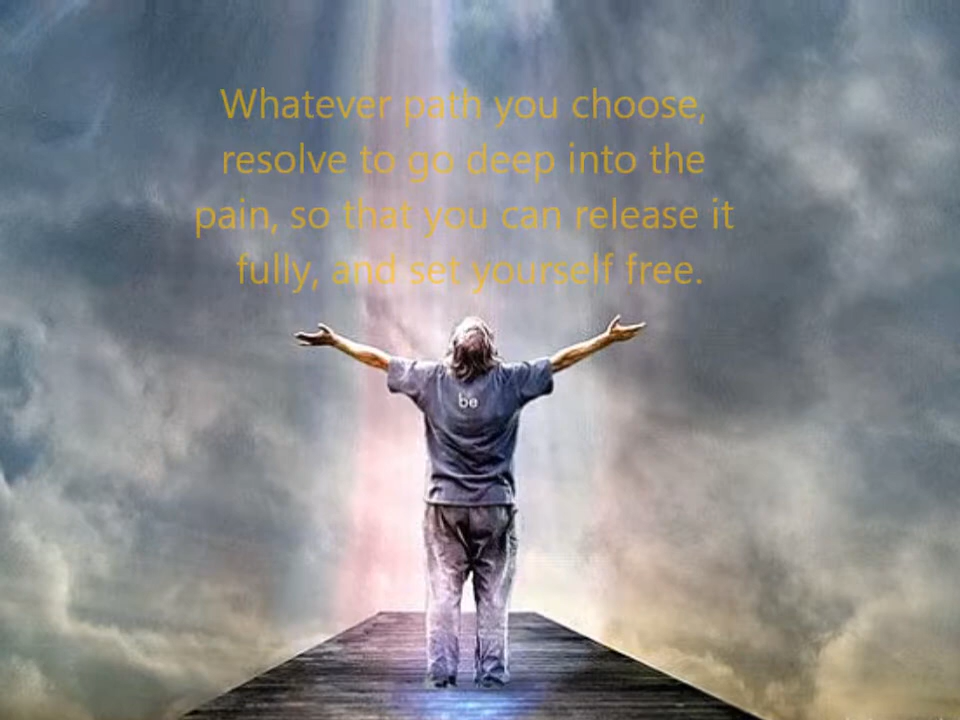 Whatever path you choose,
resolve to go deep into the
pain, so that you can release it
fully, and set yourself free.
be